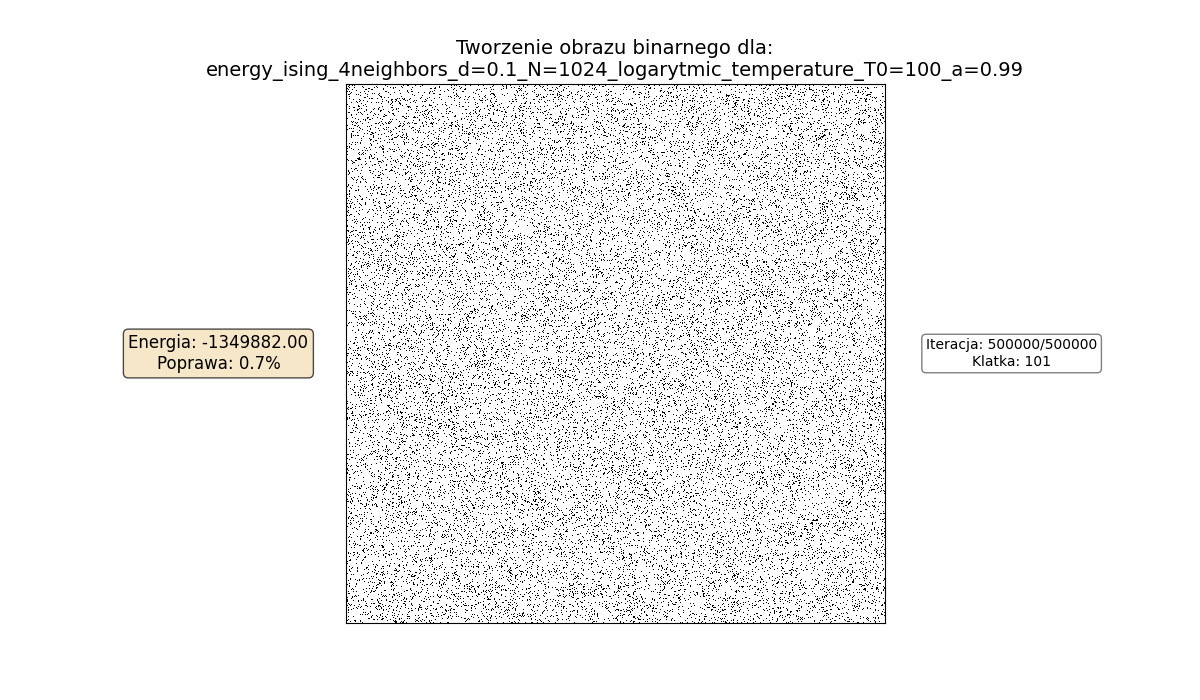 Tworzenie obrazu binarnego dla:
energy_ising_4neighbors_d=0.1_N=1024_logarytmic_temperature_T0=100_a=0.99
Energia: -1349882.00
Poprawa: 0.7%
Iteracja: 500000/500000
Klatka: 101